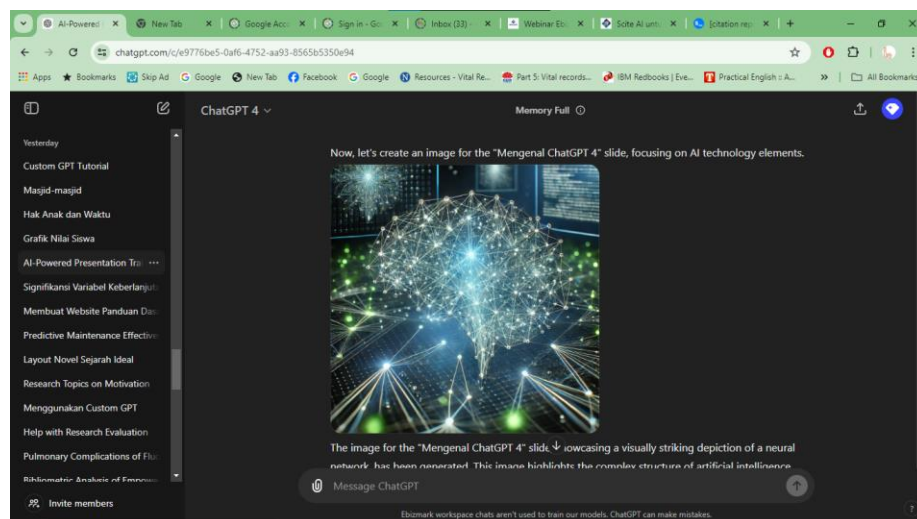 AI-Powered
New Tab
Google Acc
Sign in - Go
Inbox (33) -
Webinar Ebi
Scite AI unt
[citation rep
chatgpt.com/c/e9776be5-0af6-4752-aa93-8565b5350e94
Apps
Bookmarks
Skip Ad
Google
New Tab
Facebook
Google
Resources - Vital Re...
Part 5: Vital records...
IBM Redbooks | Eve...
Practical English :: A...
»
All Bookmarks
ChatGPT 4
Memory Full
Yesterday
Custom GPT Tutorial
Masjid-masjid
Hak Anak dan Waktu
Grafik Nilai Siswa
AI-Powered Presentation Tra ...
Signifikansi Variabel Keberlanjut
Membuat Website Panduan Das
Predictive Maintenance Effective
Layout Novel Sejarah Ideal
Research Topics on Motivation
Menggunakan Custom GPT
Help with Research Evaluation
Pulmonary Complications of Flu
Bibliometric Analysis of Empow
Invite members
Now, let's create an image for the "Mengenal ChatGPT 4" slide, focusing on AI technology elements.
The image for the "Mengenal ChatGPT 4" slide, howcasing a visually striking depiction of a neural
network, has been generated. This image highlights the complex structure of artificial intelligence
Message ChatGPT
Ebizmark workspace chats aren't used to train our models. ChatGPT can make mistakes.
?